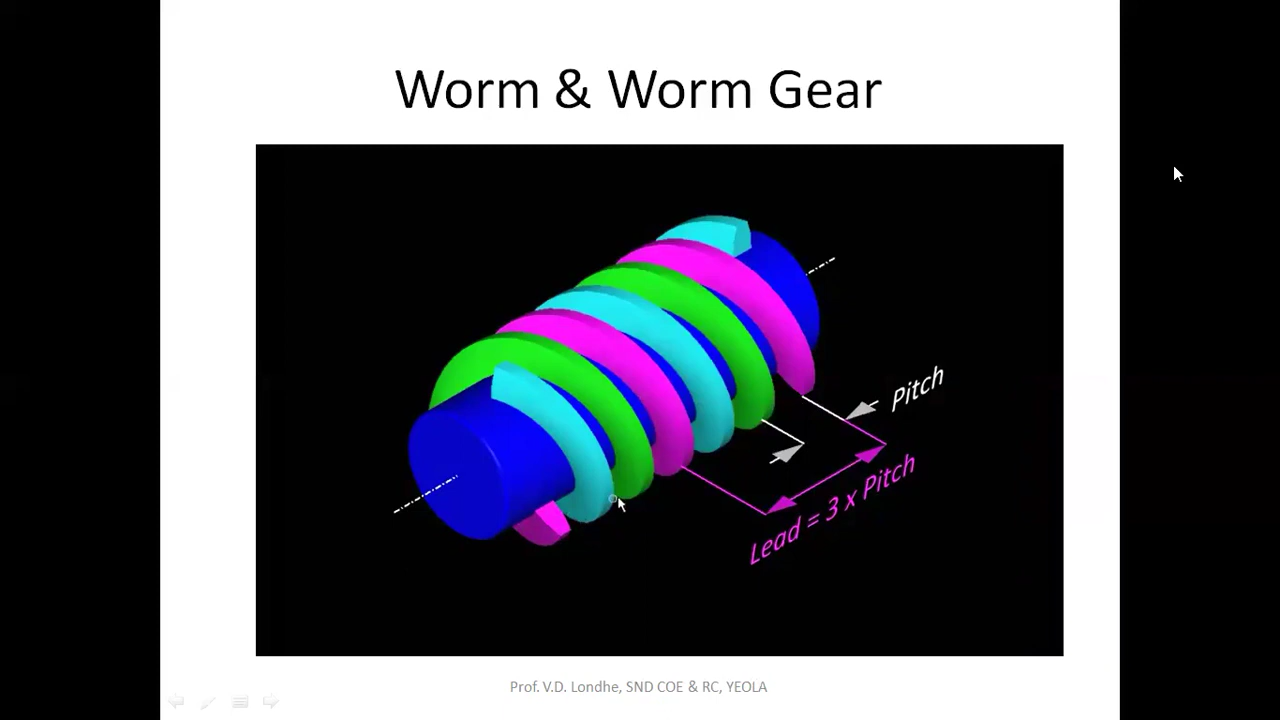 Worm & Worm Gear
Pitch
Lead = 3 x Pitch
Prof. V.D. Londhe, SND COE & RC, YEOLA